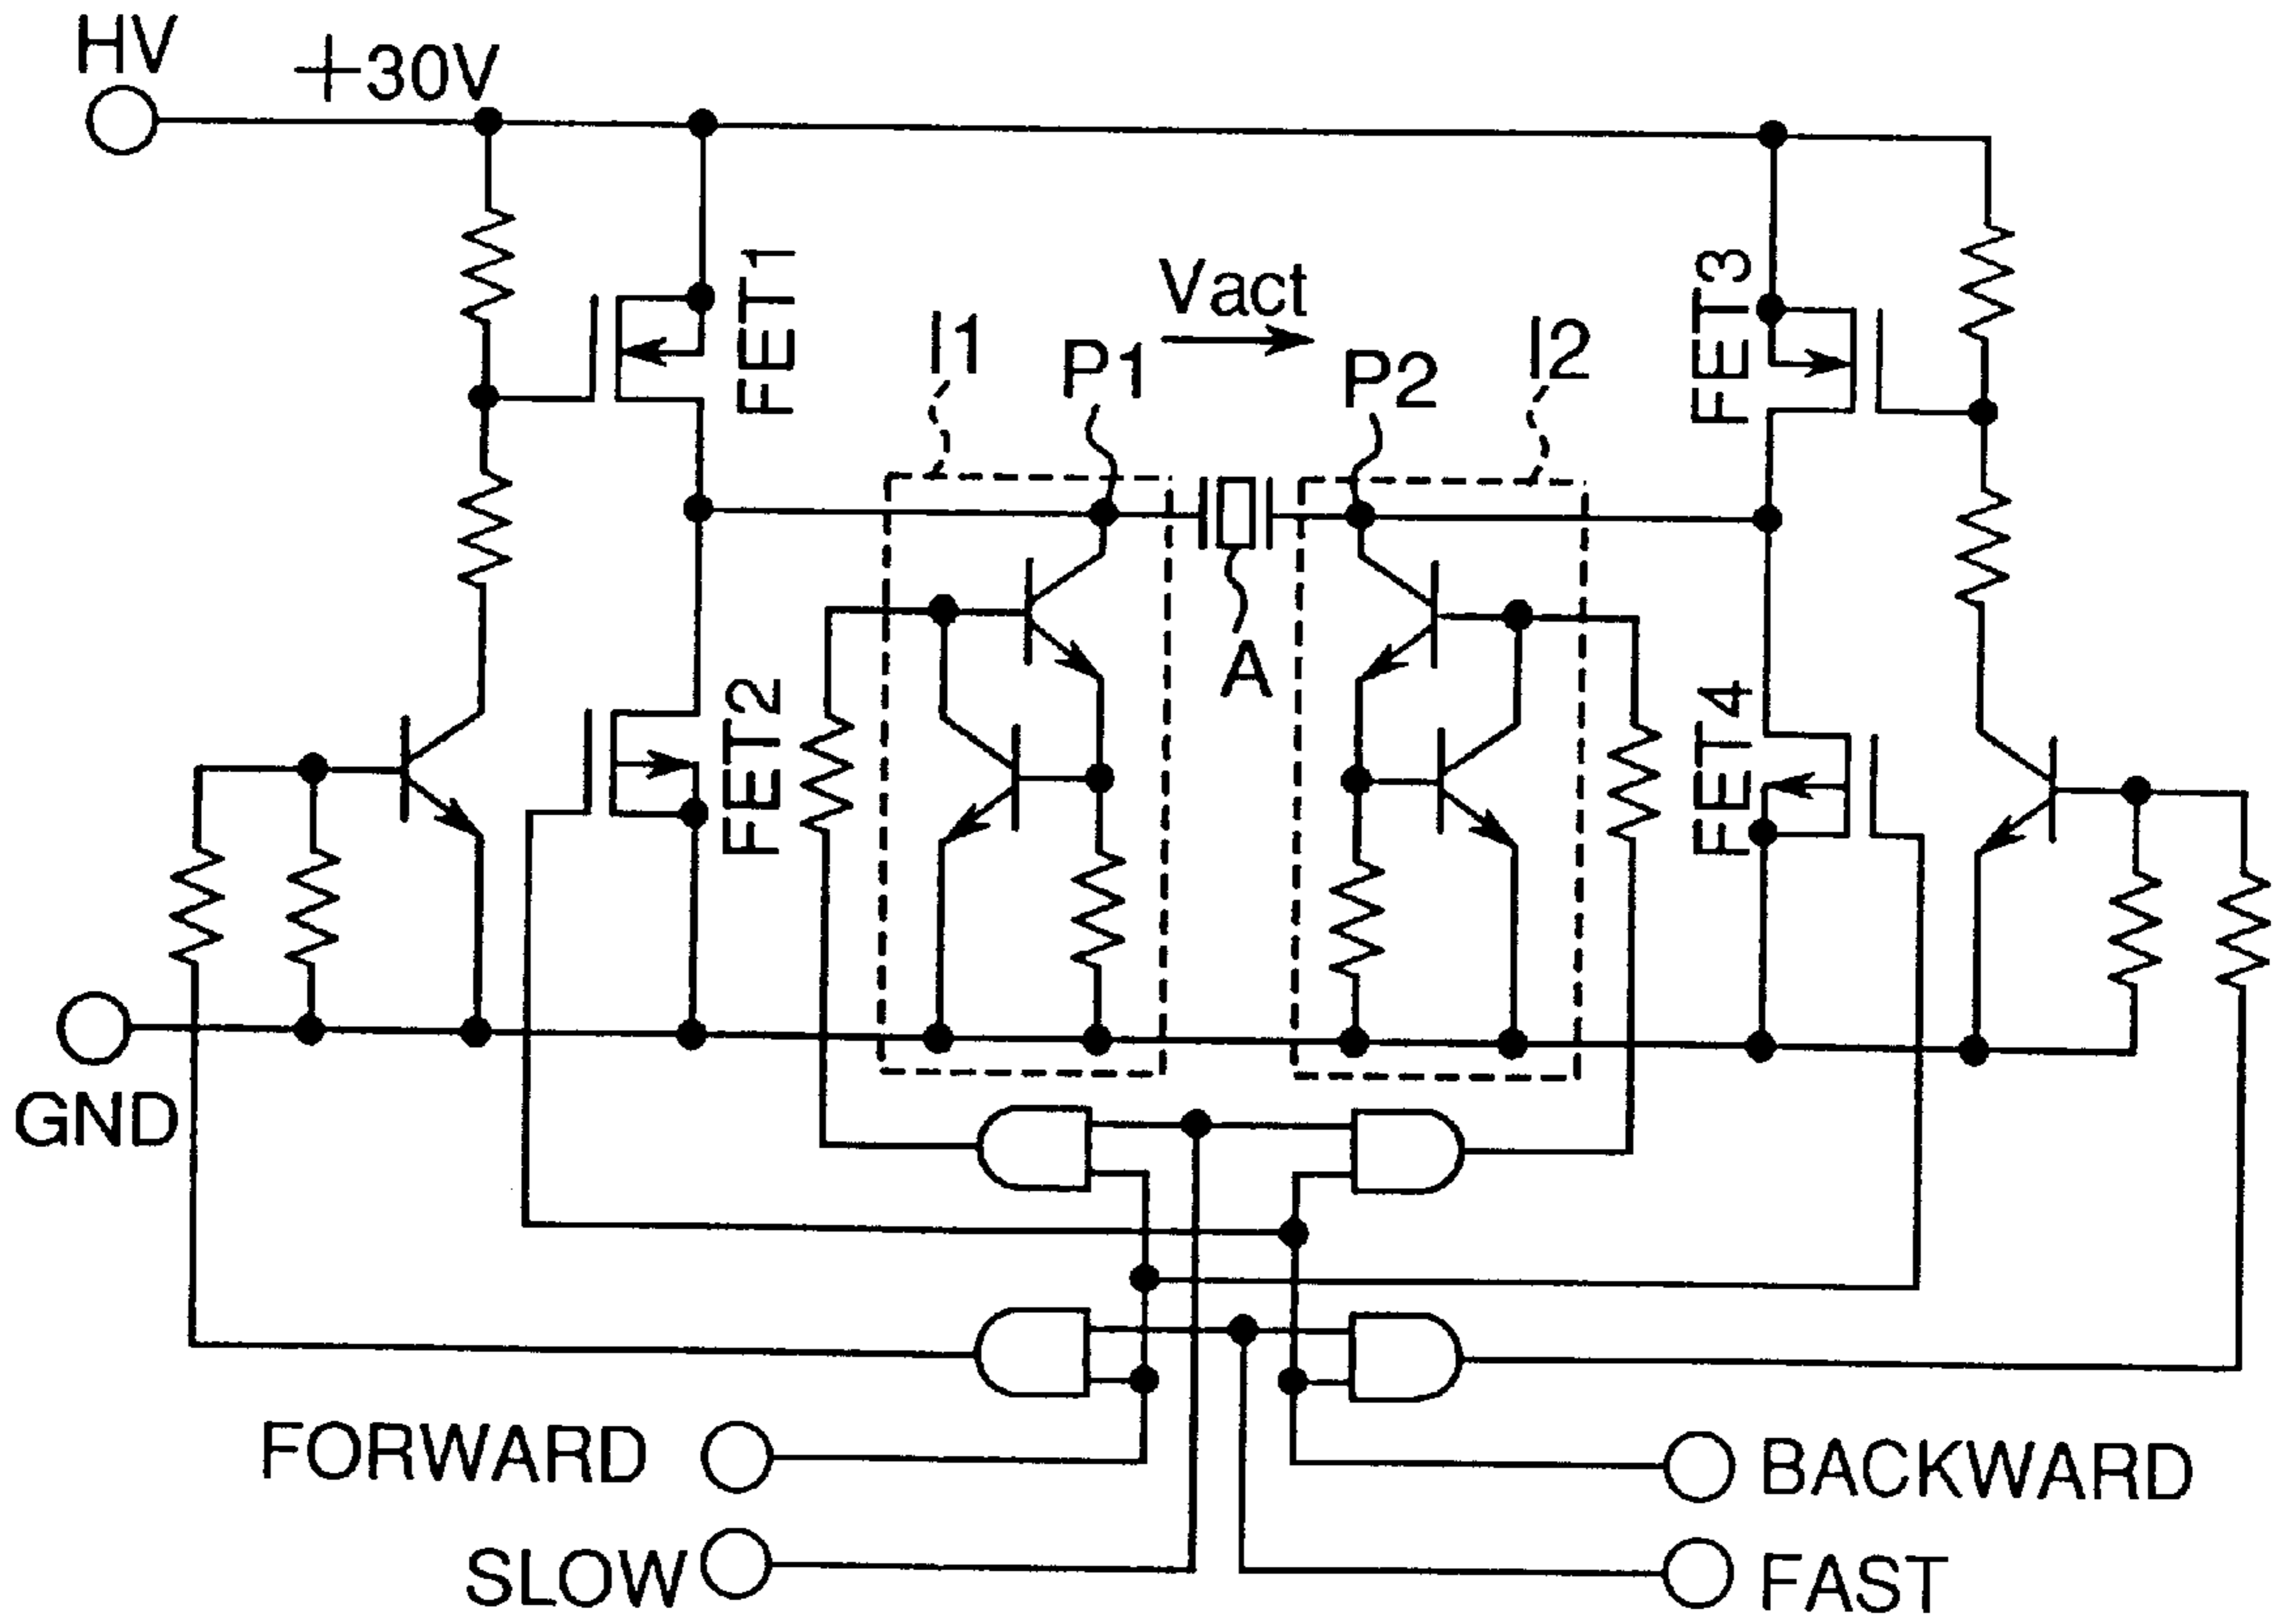 HV
+30V
FET1
Vact
FET3
I1
P1
P2
I2
A
FET2
FET4
GND
FORWARD
BACKWARD
SLOW
FAST